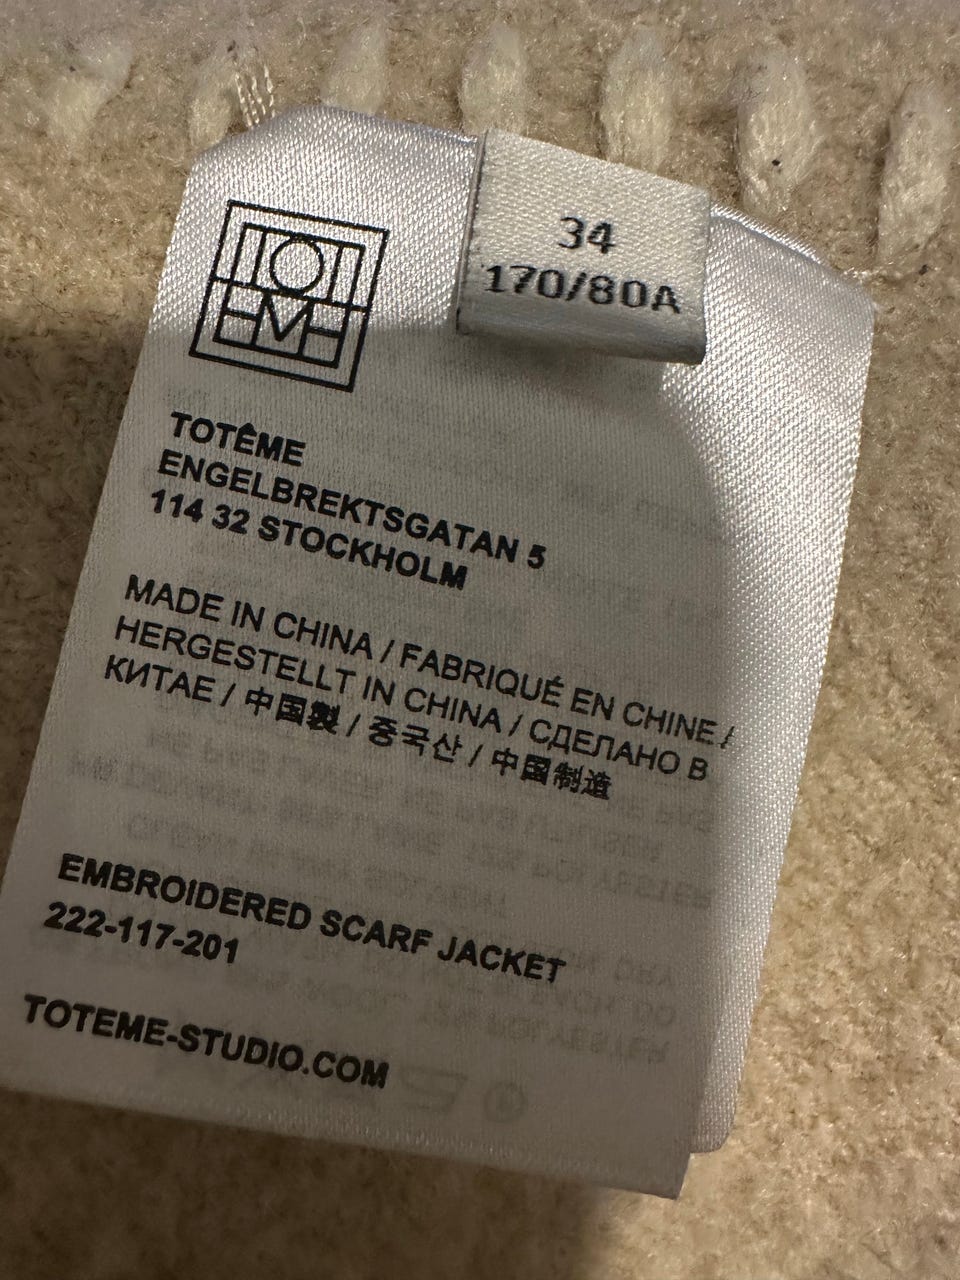 TOT
EME
34
170/80A
TOTÊME
ENGELBREKTSGATAN 5
114 32 STOCKHOLM
MADE IN CHINA / FABRIQUÉ EN CHINE /
HERGESTELLT IN CHINA / СДЕЛАНО В
КИТАЕ / 中国製 / 중국산 / 中国制造
EMBROIDERED SCARF JACKET
222-117-201
TOTEME-STUDIO.COM